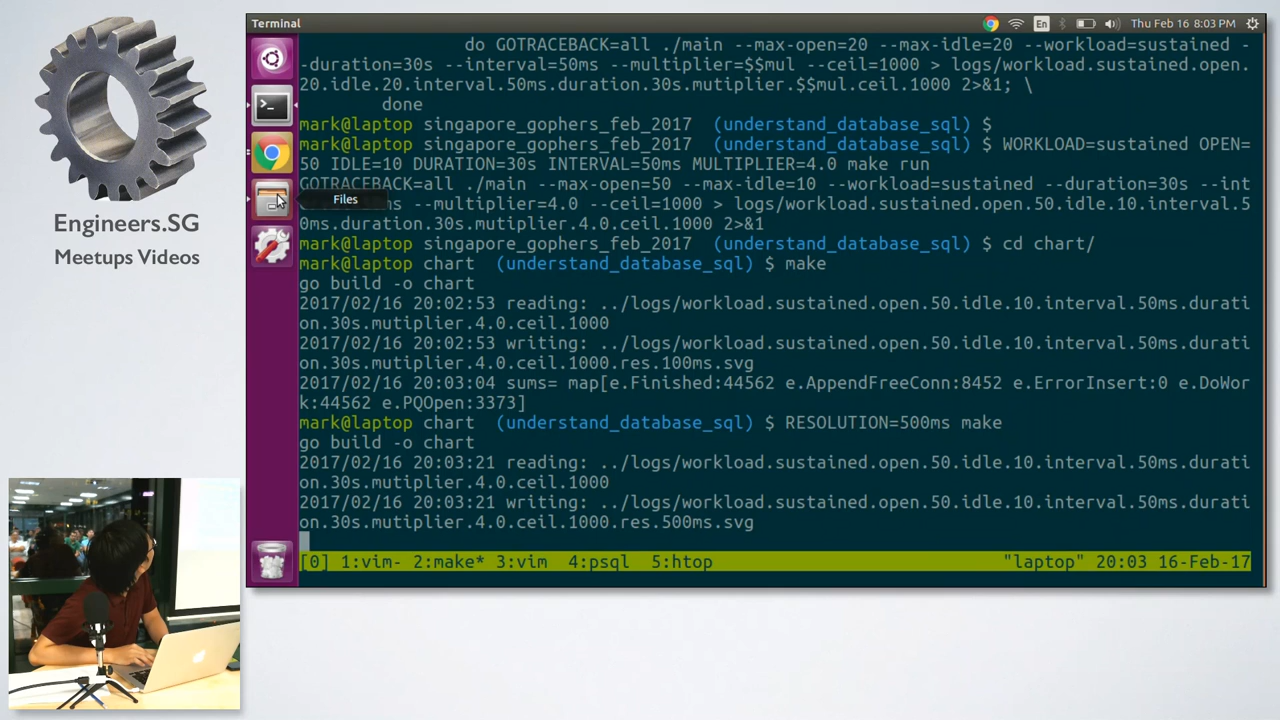 Terminal
En
Thu Feb 16 8:03 PM
do GOTRACEBACK=all ./main --max-open=20 --max-idle=20 --workload=sustained -
-duration=30s --interval=50ms --multiplier=$$mul --ceil=1000 > logs/workload.sustained.open.
20.idle.20.interval.50ms.duration.30s.mutiplier.$$mul.ceil.1000 2>&1; \
done
mark@laptop singapore_gophers_feb_2017 (understand_database_sql) $
mark@laptop singapore_gophers_feb_2017 (understand_database_sql) $ WORKLOAD=sustained OPEN=
50 IDLE=10 DURATION=30s INTERVAL=50ms MULTIPLIER=4.0 make run
GOTRACEBACK=all ./main --max-open=50 --max-idle=10 --workload=sustained --duration=30s --int
Files
ms --multiplier=4.0 --ceil=1000 > logs/workload.sustained.open.50.idle.10.interval.5
0ms.duration.30s.mutiplier.4.0.ceil.1000 2>&1
mark@laptop singapore_gophers_feb_2017 (understand_database_sql) $ cd chart/
mark@laptop chart (understand_database_sql) $ make
go build -o chart
2017/02/16 20:02:53 reading: ../logs/workload.sustained.open.50.idle.10.interval.50ms.durati
on.30s.mutiplier.4.0.ceil.1000
2017/02/16 20:02:53 writing: ../logs/workload.sustained.open.50.idle.10.interval.50ms.durati
on.30s.mutiplier.4.0.ceil.1000.res.100ms.svg
2017/02/16 20:03:04 sums= map[e.Finished:44562 e.AppendFreeConn:8452 e.ErrorInsert:0 e.DoWor
k:44562 e.PQOpen:3373]
mark@laptop chart (understand_database_sql) $ RESOLUTION=500ms make
go build -o chart
2017/02/16 20:03:21 reading: ../logs/workload.sustained.open.50.idle.10.interval.50ms.durati
on.30s.mutiplier.4.0.ceil.1000
2017/02/16 20:03:21 writing: ../logs/workload.sustained.open.50.idle.10.interval.50ms.durati
on.30s.mutiplier.4.0.ceil.1000.res.500ms.svg
[0] 1:vim- 2:make* 3:vim 4:psql 5:htop "laptop" 20:03 16-Feb-17
Engineers.SG
Meetups Videos